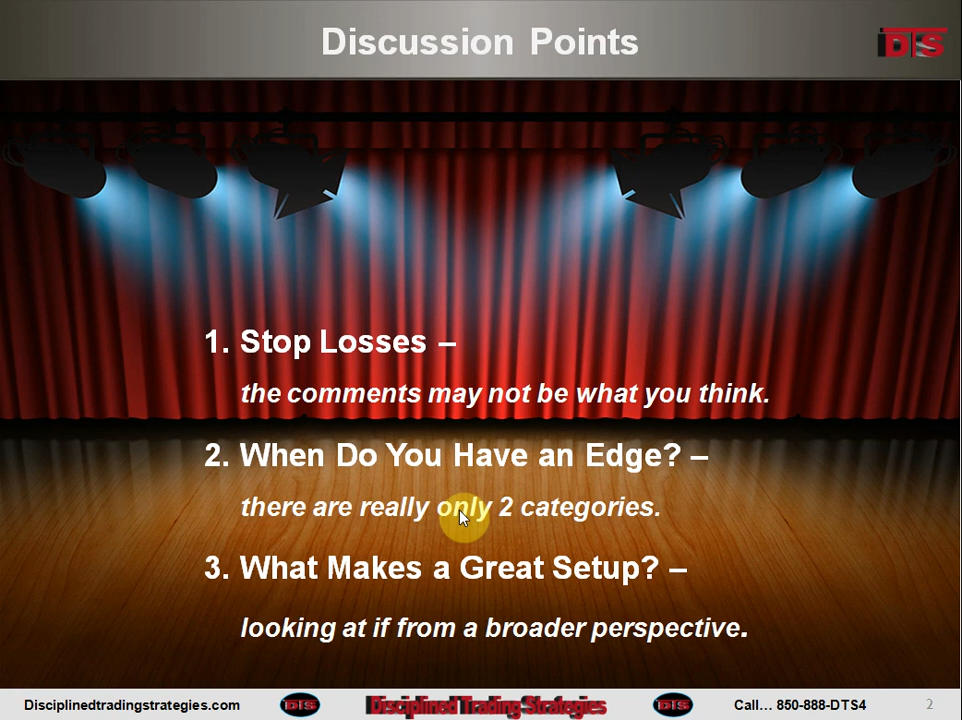 Discussion Points
DTS
1. Stop Losses –
the comments may not be what you think.
2. When Do You Have an Edge? –
there are really only 2 categories.
3. What Makes a Great Setup? –
looking at if from a broader perspective.
Disciplinedtradingstrategies.com DTS Disciplined Trading Strategies DTS Call... 850-888-DTS4 2